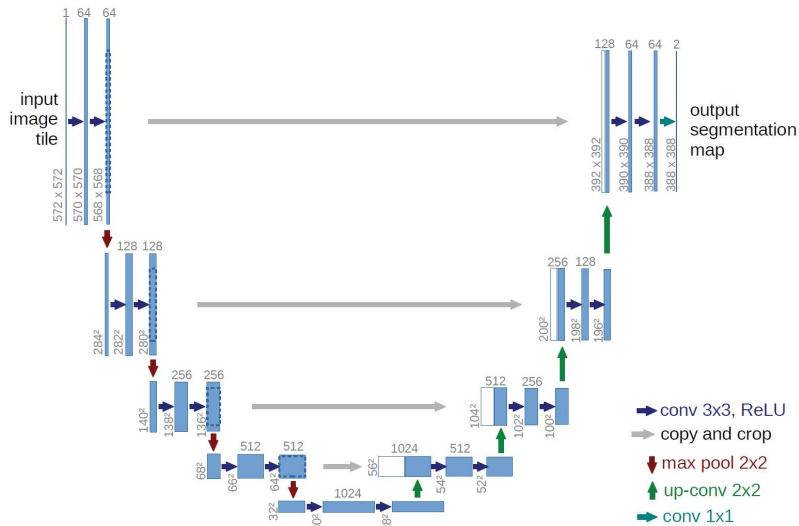 1 64 64
input
image
tile
572 x 572
570 x 570
568 x 568
128 64 64 2
output
segmentation
map
392 x 392
390 x 390
388 x 388
388 x 388
128 128
284²
282²
280²
256 128
200²
198²
196²
256 256
140²
138²
136²
512 256
104²
102²
100²
512 512
68²
66²
64²
1024 512
56²
54²
52²
1024
32²
conv 3x3, ReLU
copy and crop
max pool 2x2
up-conv 2x2
conv 1x1